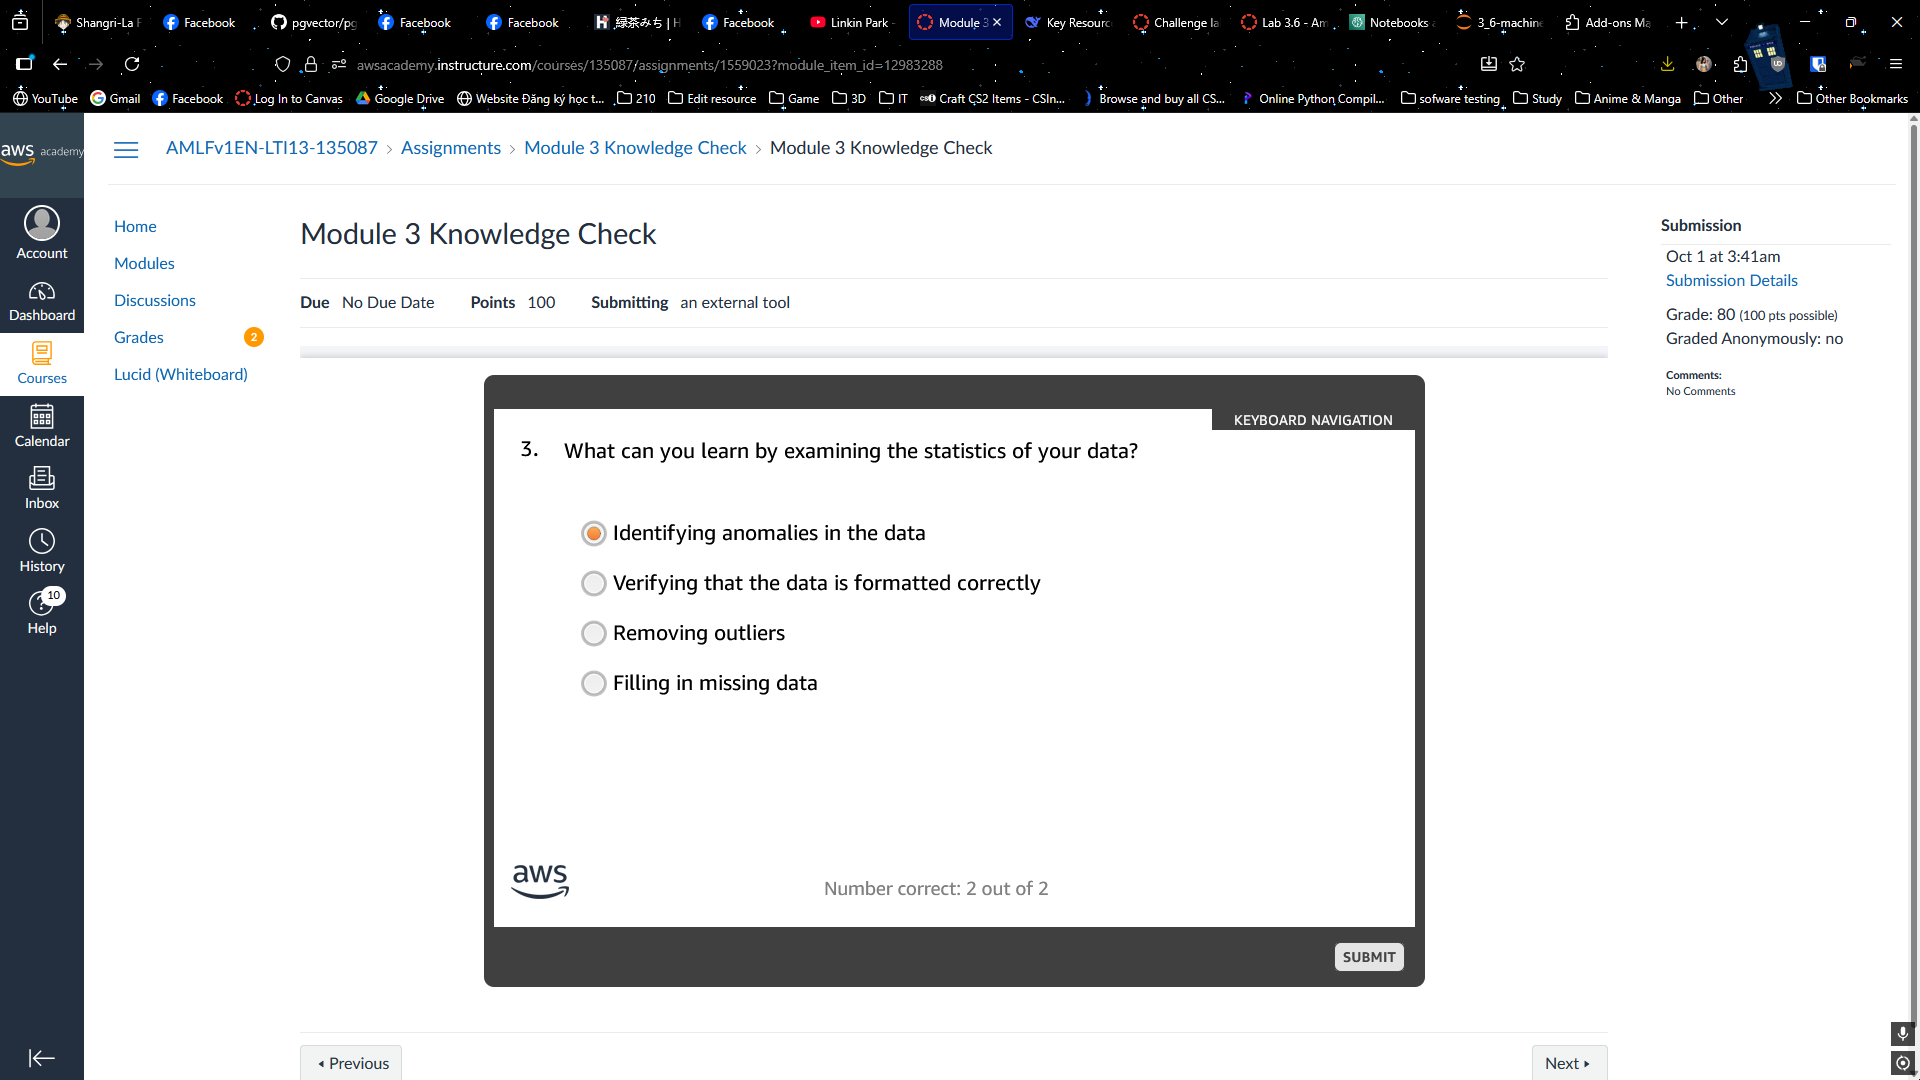 Shangri-La F
Facebook
pgvector/pg
Facebook
Facebook
緑茶みち | H
Facebook
Linkin Park -
Module 3
Key Resourc
Challenge la
Lab 3.6 - Am
Notebooks
3_6-machine
Add-ons Ma
awsacademy.instructure.com/courses/135087/assignments/1559023?module_item_id=12983288
YouTube
Gmail
Facebook
Log In to Canvas
Google Drive
Website Đăng ký học t...
210
Edit resource
Game
3D
IT
Craft CS2 Items - CSIn...
Browse and buy all CS...
Online Python Compil...
sofware testing
Study
Anime & Manga
Other
Other Bookmarks
aws academy
Account
Dashboard
Courses
Calendar
Inbox
History
10
Help
AMLFv1EN-LTI13-135087 > Assignments > Module 3 Knowledge Check > Module 3 Knowledge Check
Home
Modules
Discussions
Grades 2
Lucid (Whiteboard)
Module 3 Knowledge Check
Due No Due Date Points 100 Submitting an external tool
KEYBOARD NAVIGATION
3. What can you learn by examining the statistics of your data?
Identifying anomalies in the data
Verifying that the data is formatted correctly
Removing outliers
Filling in missing data
aws
Number correct: 2 out of 2
SUBMIT
Previous
Next
Submission
Oct 1 at 3:41am
Submission Details
Grade: 80 (100 pts possible)
Graded Anonymously: no
Comments:
No Comments